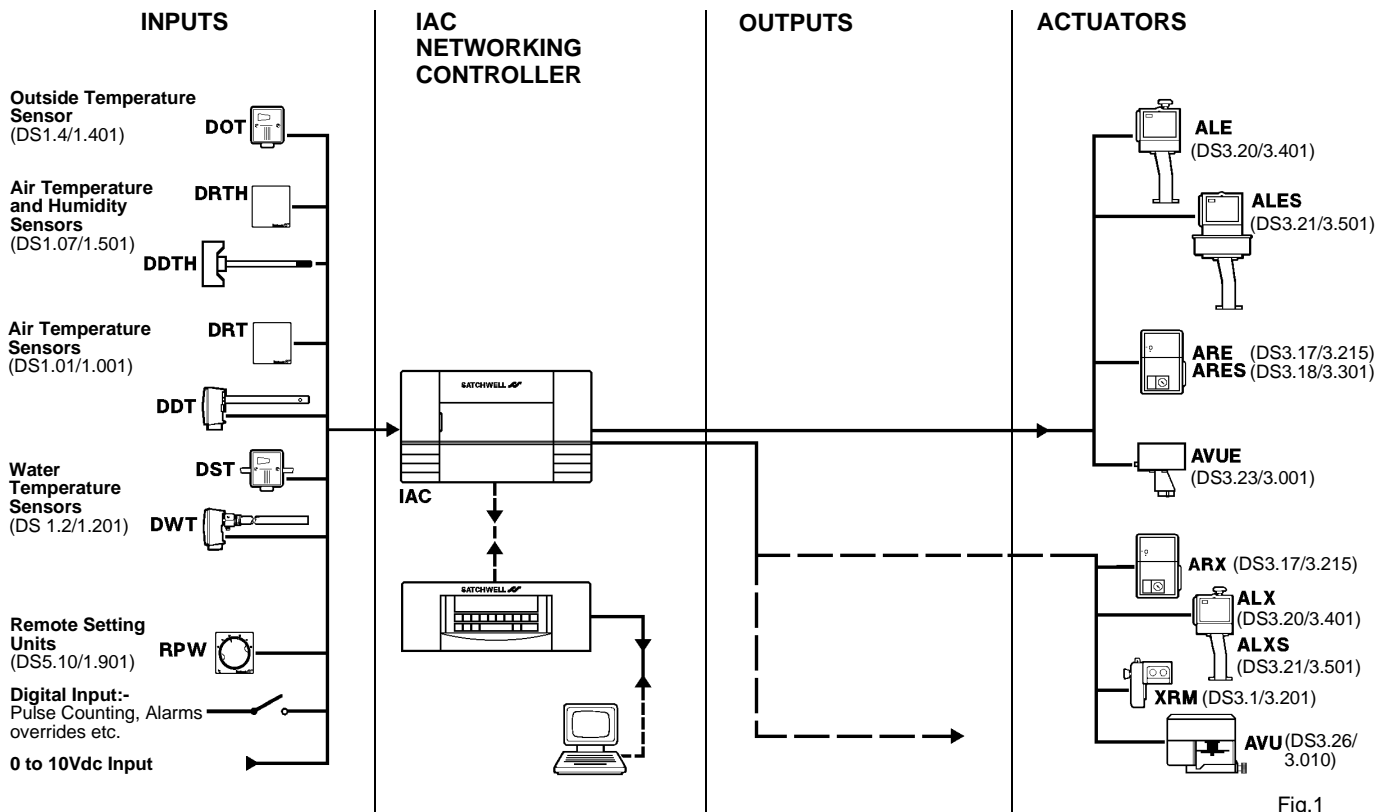 INPUTS
IAC
NETWORKING
CONTROLLER
OUTPUTS
ACTUATORS
Outside Temperature
Sensor
(DS1.4/1.401)
DOT
Air Temperature
and Humidity
Sensors
(DS1.07/1.501)
DRTH
DDTH
Air Temperature
Sensors
(DS1.01/1.001)
DRT
DDT
Water
Temperature
Sensors
(DS 1.2/1.201)
DST
DWT
Remote Setting
Units
(DS5.10/1.901)
RPW
Digital Input:-
Pulse Counting, Alarms
overrides etc.
0 to 10Vdc Input
SATCHWELL
IAC
SATCHWELL
ALE
(DS3.20/3.401)
ALES
(DS3.21/3.501)
ARE (DS3.17/3.215)
ARES (DS3.18/3.301)
AVUE
(DS3.23/3.001)
ARX (DS3.17/3.215)
ALX
(DS3.20/3.401)
ALXS
(DS3.21/3.501)
XRM (DS3.1/3.201)
AVU (DS3.26/
3.010)
Fig.1